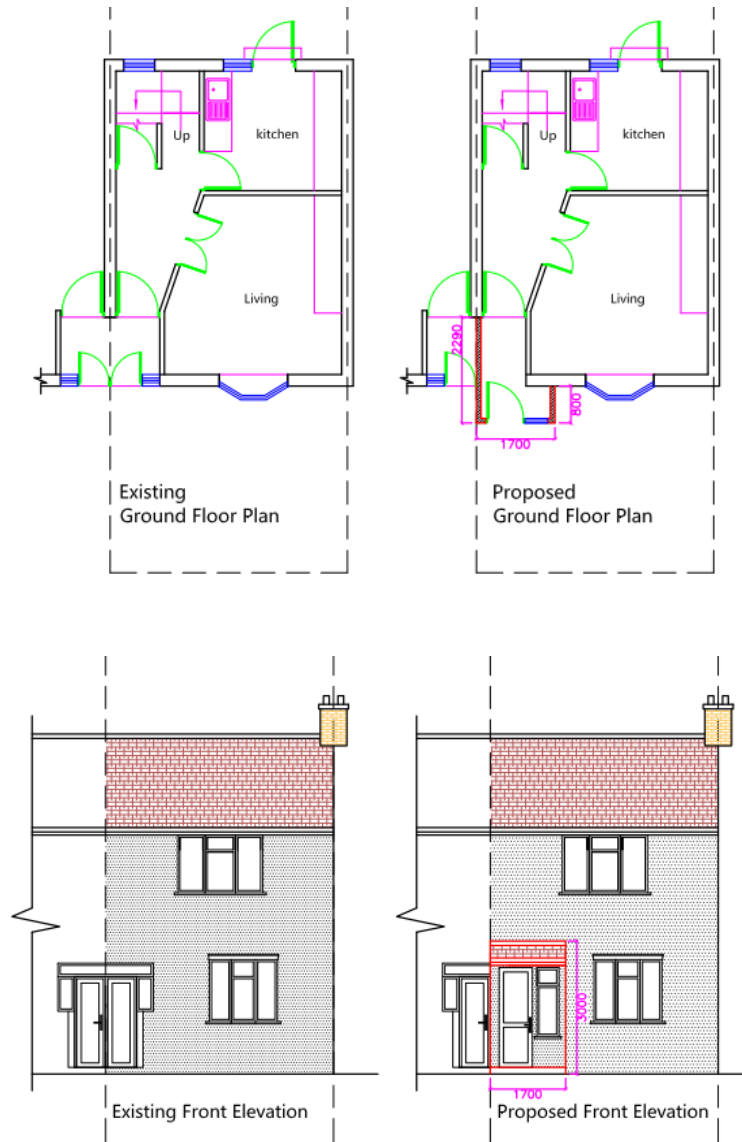 Up
kitchen
Living
Up
kitchen
Living
2290
800
1700
Existing
Ground Floor Plan
Proposed
Ground Floor Plan
3000
1700
Existing Front Elevation
Proposed Front Elevation